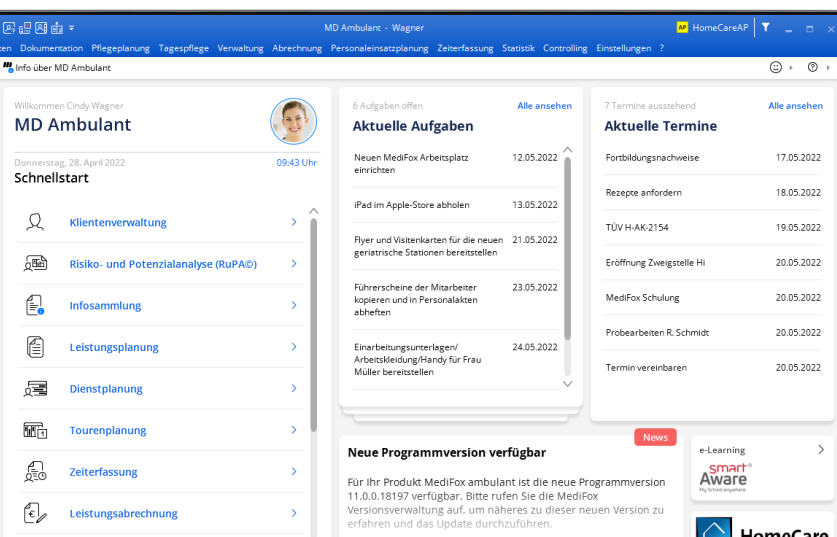 MD Ambulant - Wagner
AP HomeCareAP
Dokumentation Pflegeplanung Tagespflege Verwaltung Abrechnung Personaleinsatzplanung Zeiterfassung Statistik Controlling Einstellungen ?
Info über MD Ambulant
Willkommen Cindy Wagner
MD Ambulant
Donnerstag, 28. April 2022 09:43 Uhr
Schnellstart
Klientenverwaltung
Risiko- und Potenzialanalyse (RuPA©)
Infosammlung
Leistungsplanung
Dienstplanung
Tourenplanung
Zeiterfassung
Leistungsabrechnung
6 Aufgaben offen Alle ansehen
Aktuelle Aufgaben
Neuen MediFox Arbeitsplatz 12.05.2022
einrichten
iPad im Apple-Store abholen 13.05.2022
Flyer und Visitenkarten für die neuen 21.05.2022
geriatrische Stationen bereitstellen
Führerscheine der Mitarbeiter 23.05.2022
kopieren und in Personalakten
abheften
Einarbeitungsunterlagen/ 24.05.2022
Arbeitskleidung/Handy für Frau
Müller bereitstellen
7 Termine ausstehend Alle ansehen
Aktuelle Termine
Fortbildungsnachweise 17.05.2022
Rezepte anfordern 18.05.2022
TÜV H-AK-2154 19.05.2022
Eröffnung Zweigstelle Hi 20.05.2022
MediFox Schulung 20.05.2022
Probearbeiten R. Schmidt 20.05.2022
Termin vereinbaren 20.05.2022
News
Neue Programmversion verfügbar
Für Ihr Produkt MediFox ambulant ist die neue Programmversion
11.0.0.18197 verfügbar. Bitte rufen Sie die MediFox
Versionsverwaltung auf, um näheres zu dieser neuen Version zu
erfahren und das Update durchzuführen.
e-Learning
smart®
Aware
My School anywhere
HomeCare